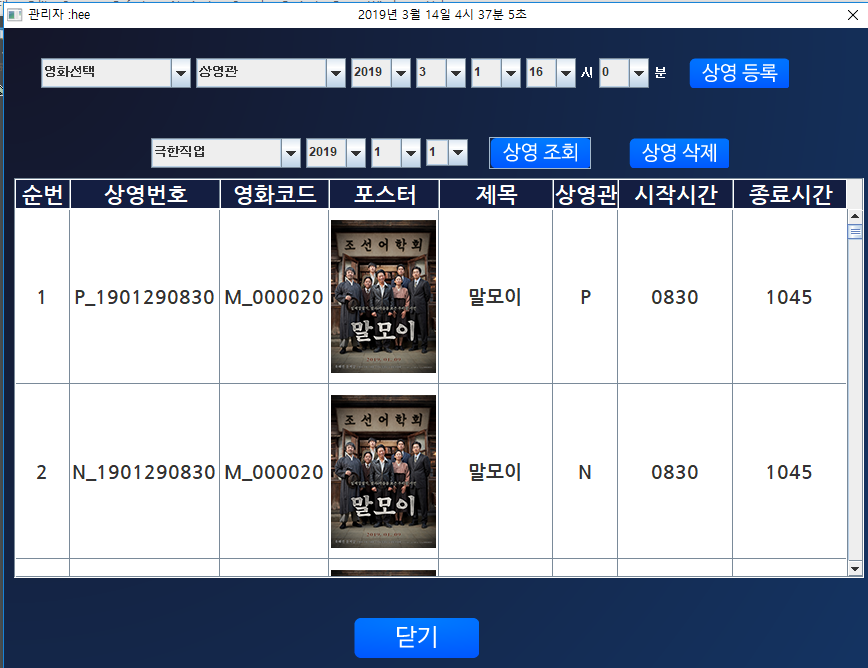 관리자 :hee 2019년 3월 14일 4시 37분 5초
영화선택 상영관 2019 3 1 16 시 0 분 상영 등록
극한직업 2019 1 1 상영 조회 상영 삭제
순번 상영번호 영화코드 포스터 제목 상영관 시작시간 종료시간
조선어학회
말모이
2019.01.09
1 P_1901290830 M_000020 말모이 P 0830 1045
조선어학회
말모이
2 N_1901290830 M_000020 말모이 N 0830 1045
닫기